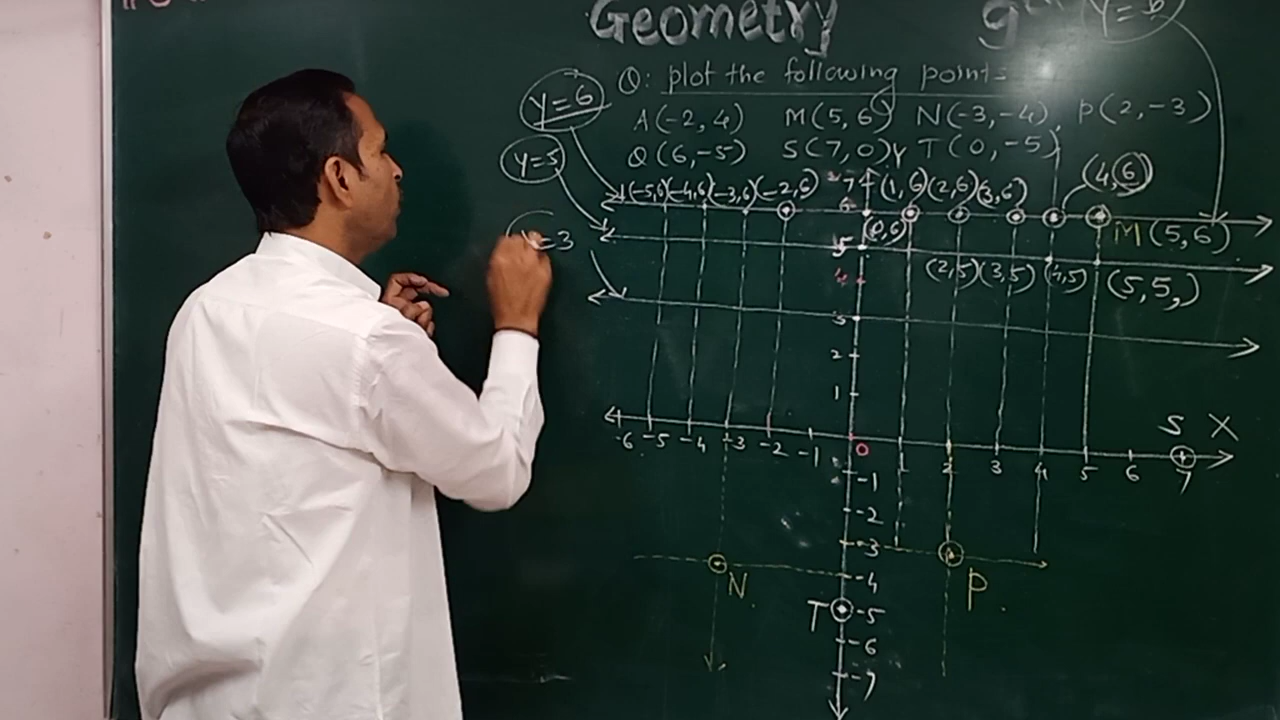 Geometry
y=6
Q: plot the following point:-
y=6
A(-2,4) M(5,6) N(-3,-4), P(2,-3)
Q(6,-5) S(7,0) T(0,-5)
y=5
(-5,6) (-4,6) (-3,6) (-2,6) 7 (1,6) (2,6) (3,6) (4,6)
6
(0,6) M(5,6)
y=3
5
(2,5) (3,5) (4,5) (5,5,)
4
3
2
1
S X
-6 -5 -4 -3 -2 -1 0 1 2 3 4 5 6 7
-1
-2
-3
-4
N P.
T -5
-6
-7